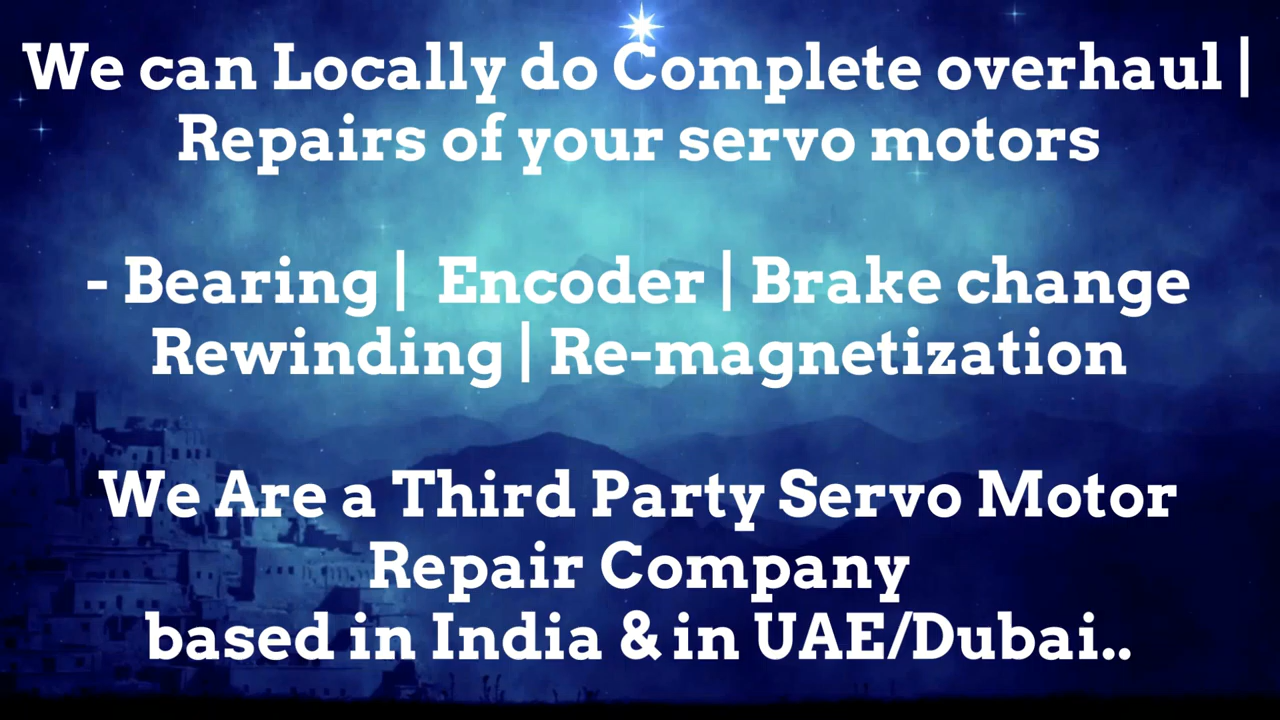 We can Locally do Complete overhaul |
Repairs of your servo motors
- Bearing | Encoder | Brake change
Rewinding | Re-magnetization
We Are a Third Party Servo Motor
Repair Company
based in India & in UAE/Dubai..